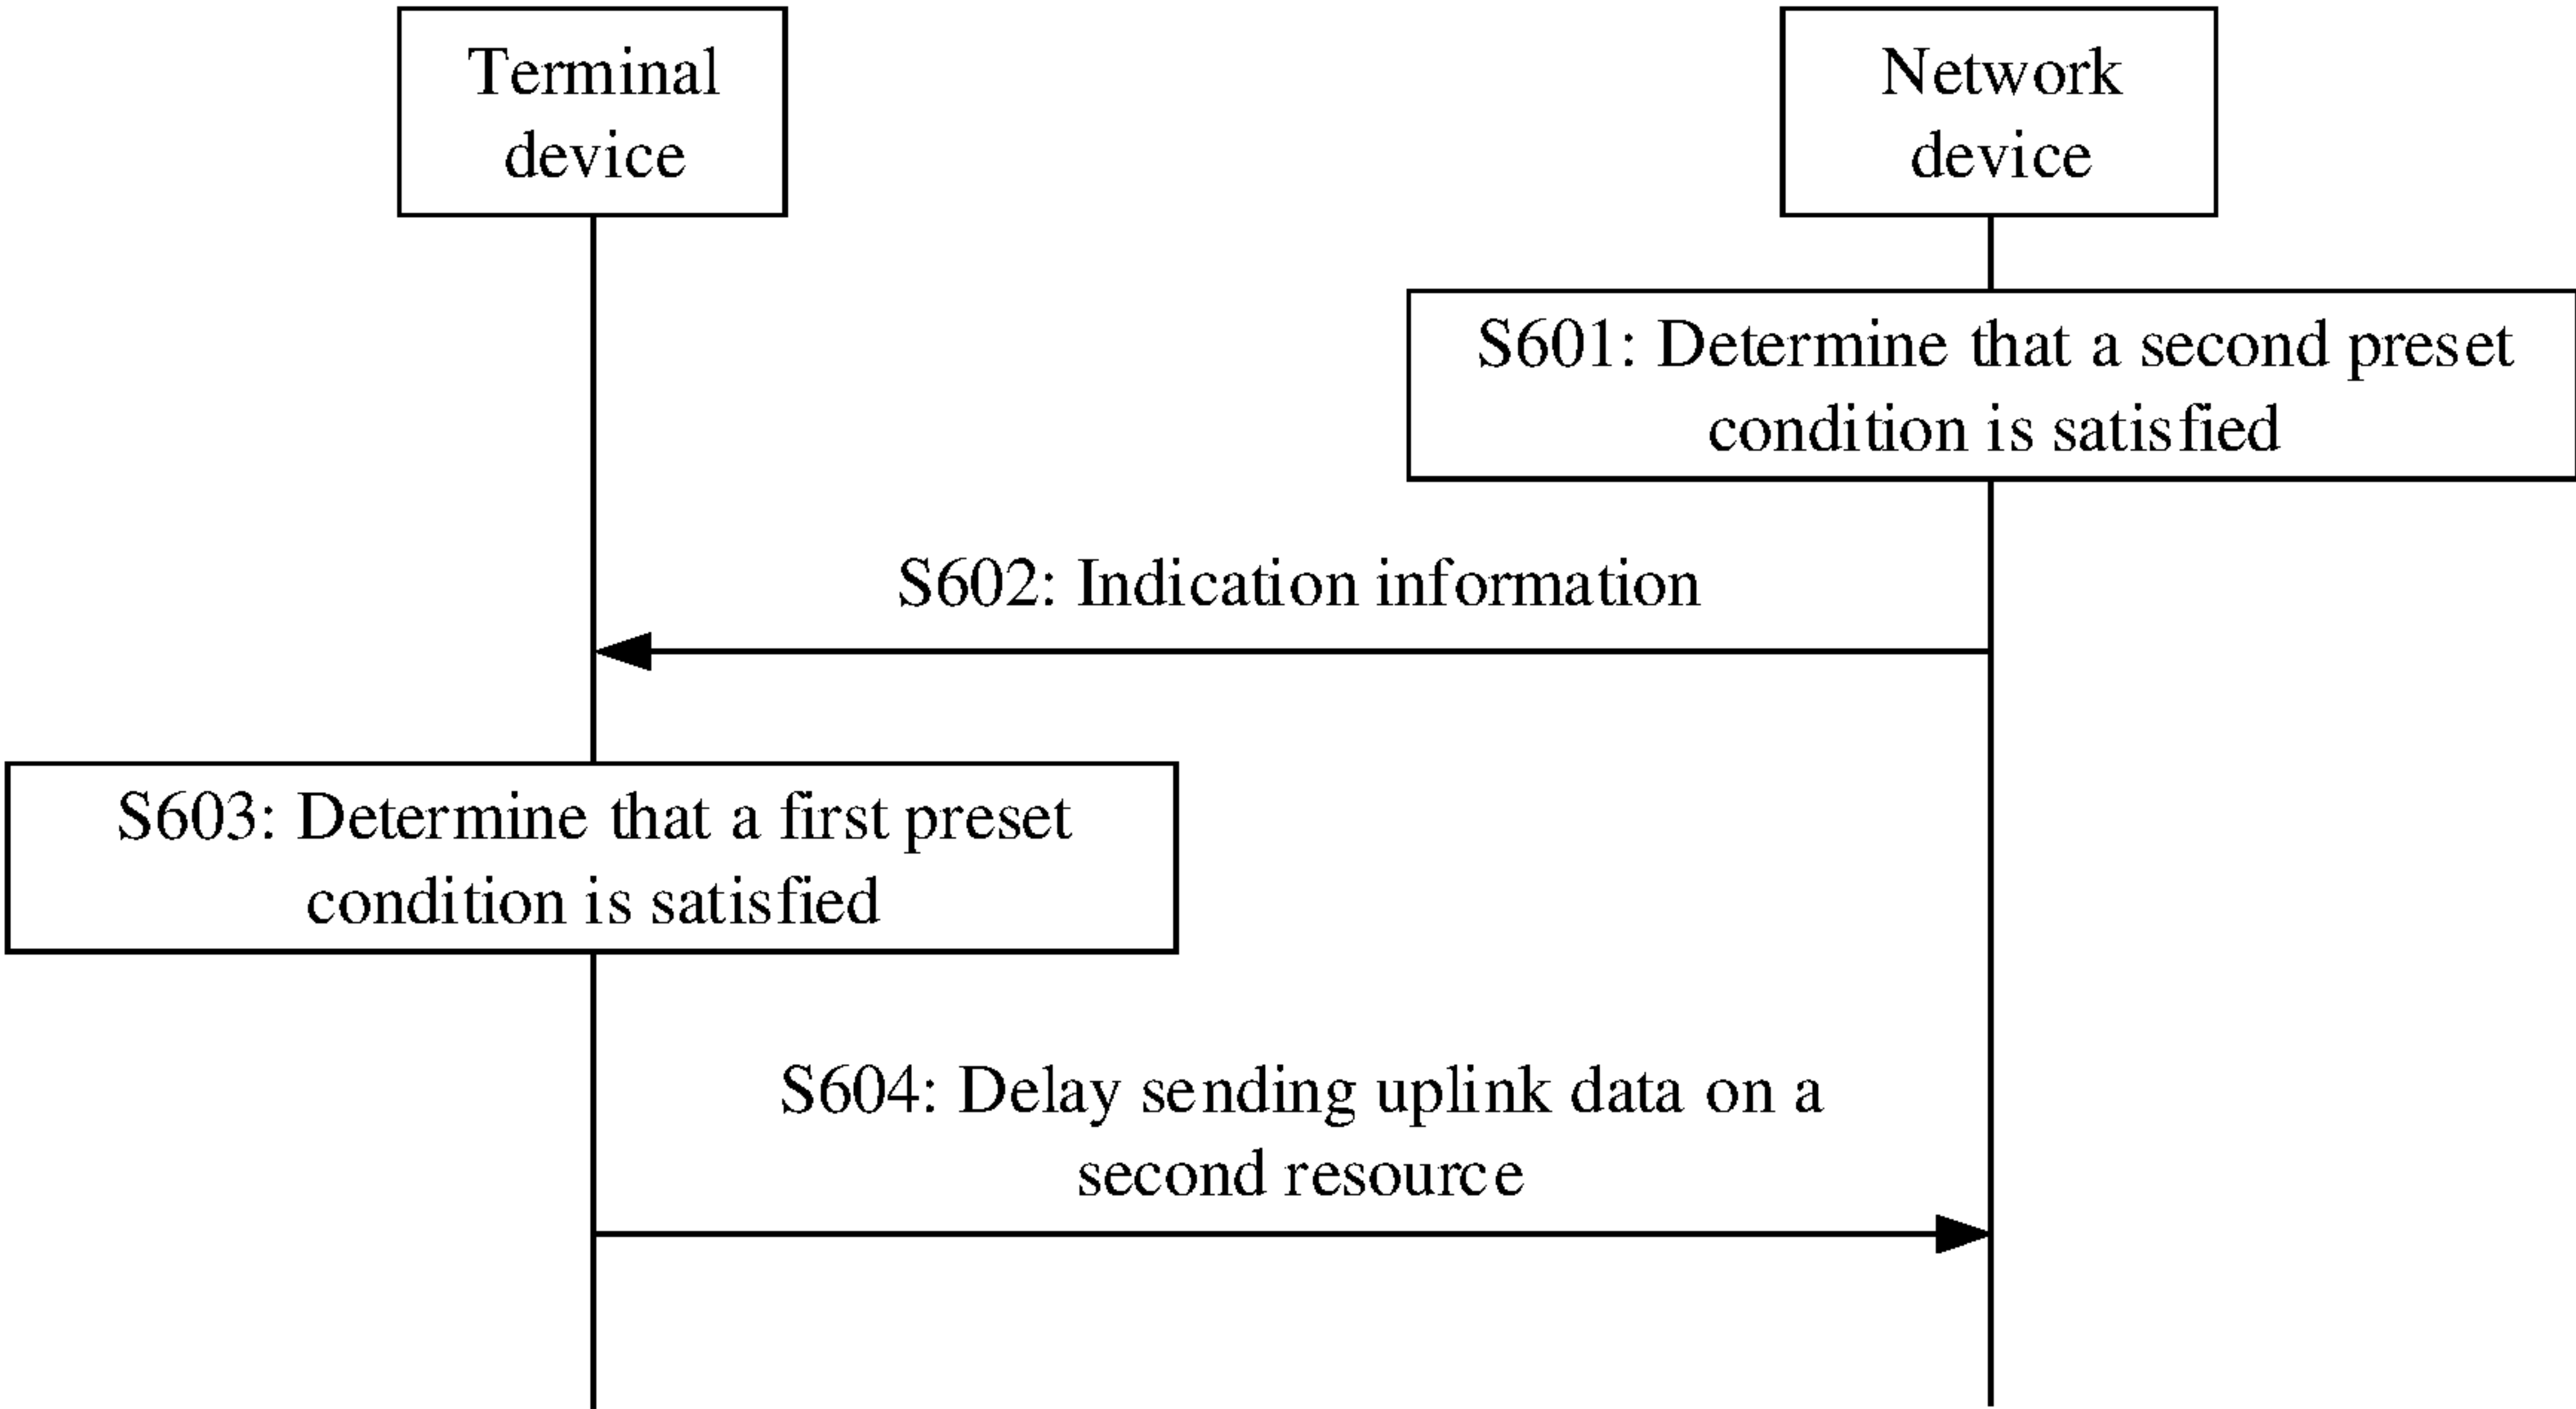 Terminal
device
Network
device
S601: Determine that a second preset
condition is satisfied
S602: Indication information
S603: Determine that a first preset
condition is satisfied
S604: Delay sending uplink data on a
second resource